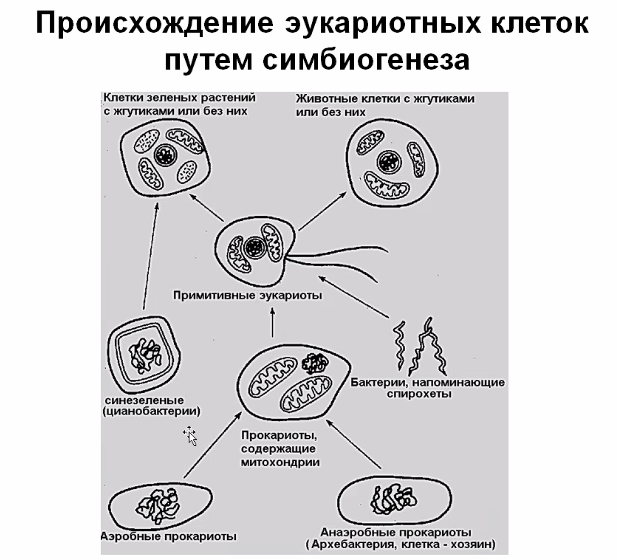 Происхождение эукариотных клеток
путем симбиогенеза
Клетки зеленых растений
с жгутиками или без них
Животные клетки с жгутиками
или без них
Примитивные эукариоты
Бактерии, напоминающие
спирохеты
синезеленые
(цианобактерии)
Прокариоты,
содержащие
митохондрии
Аэробные прокариоты
Анаэробные прокариоты
( Архебактерия, клетка - хозяин)